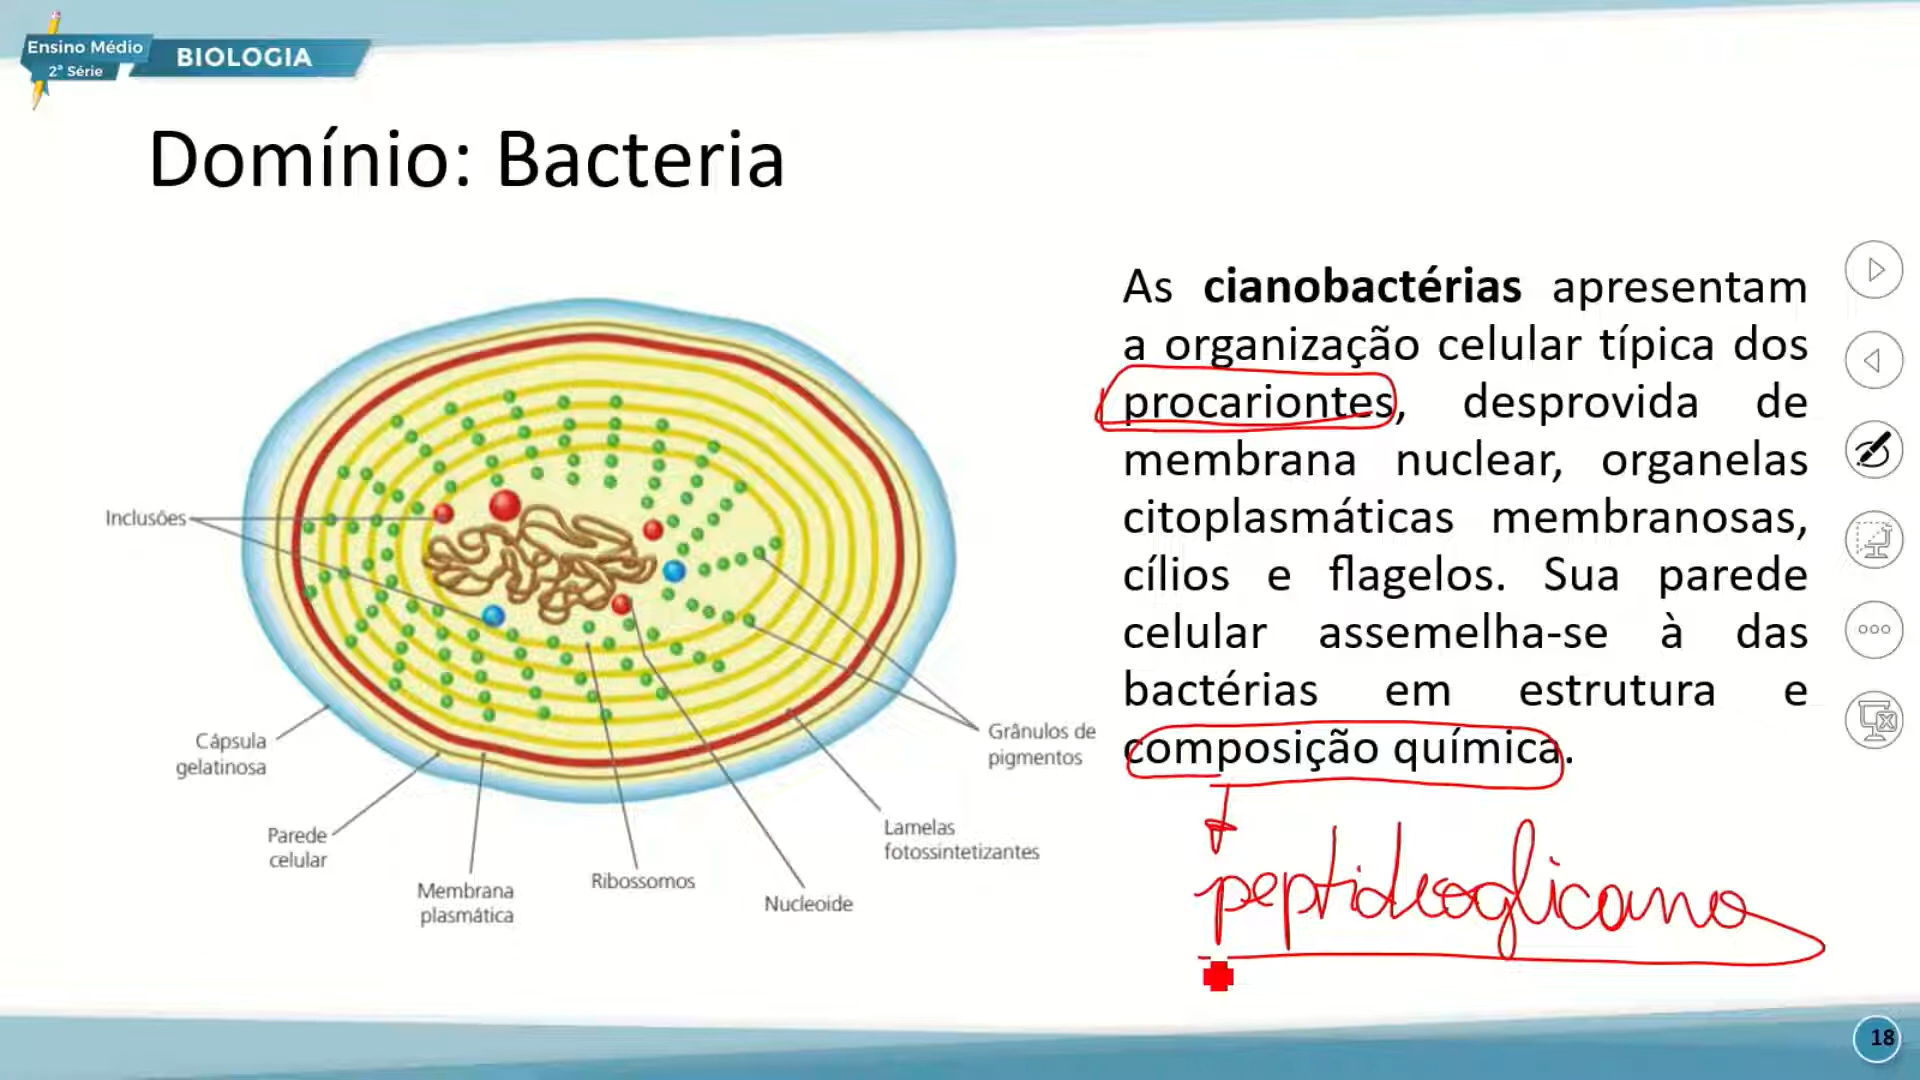 Ensino Médio
2ª Série
BIOLOGIA
Domínio: Bacteria
As cianobactérias apresentam
a organização celular típica dos
procariontes, desprovida de
membrana nuclear, organelas
citoplasmáticas membranosas,
cílios e flagelos. Sua parede
celular assemelha-se à das
bactérias em estrutura e
composição química.
peptideoglicano
Inclusões
Cápsula
gelatinosa
Parede
celular
Membrana
plasmática
Ribossomos
Nucleoide
Lamelas
fotossintetizantes
Grânulos de
pigmentos
18